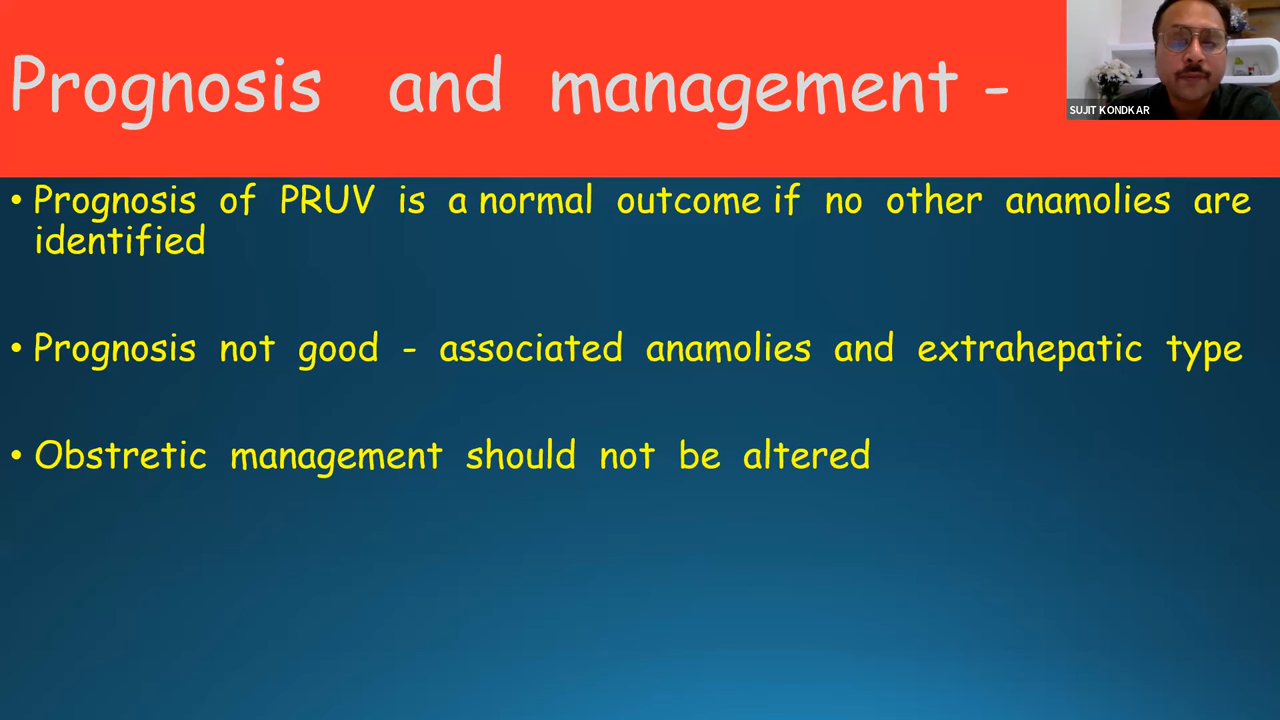 Prognosis and management -
SUJIT KONDKAR
• Prognosis of PRUV is a normal outcome if no other anamolies are
identified
• Prognosis not good - associated anamolies and extrahepatic type
• Obstretic management should not be altered